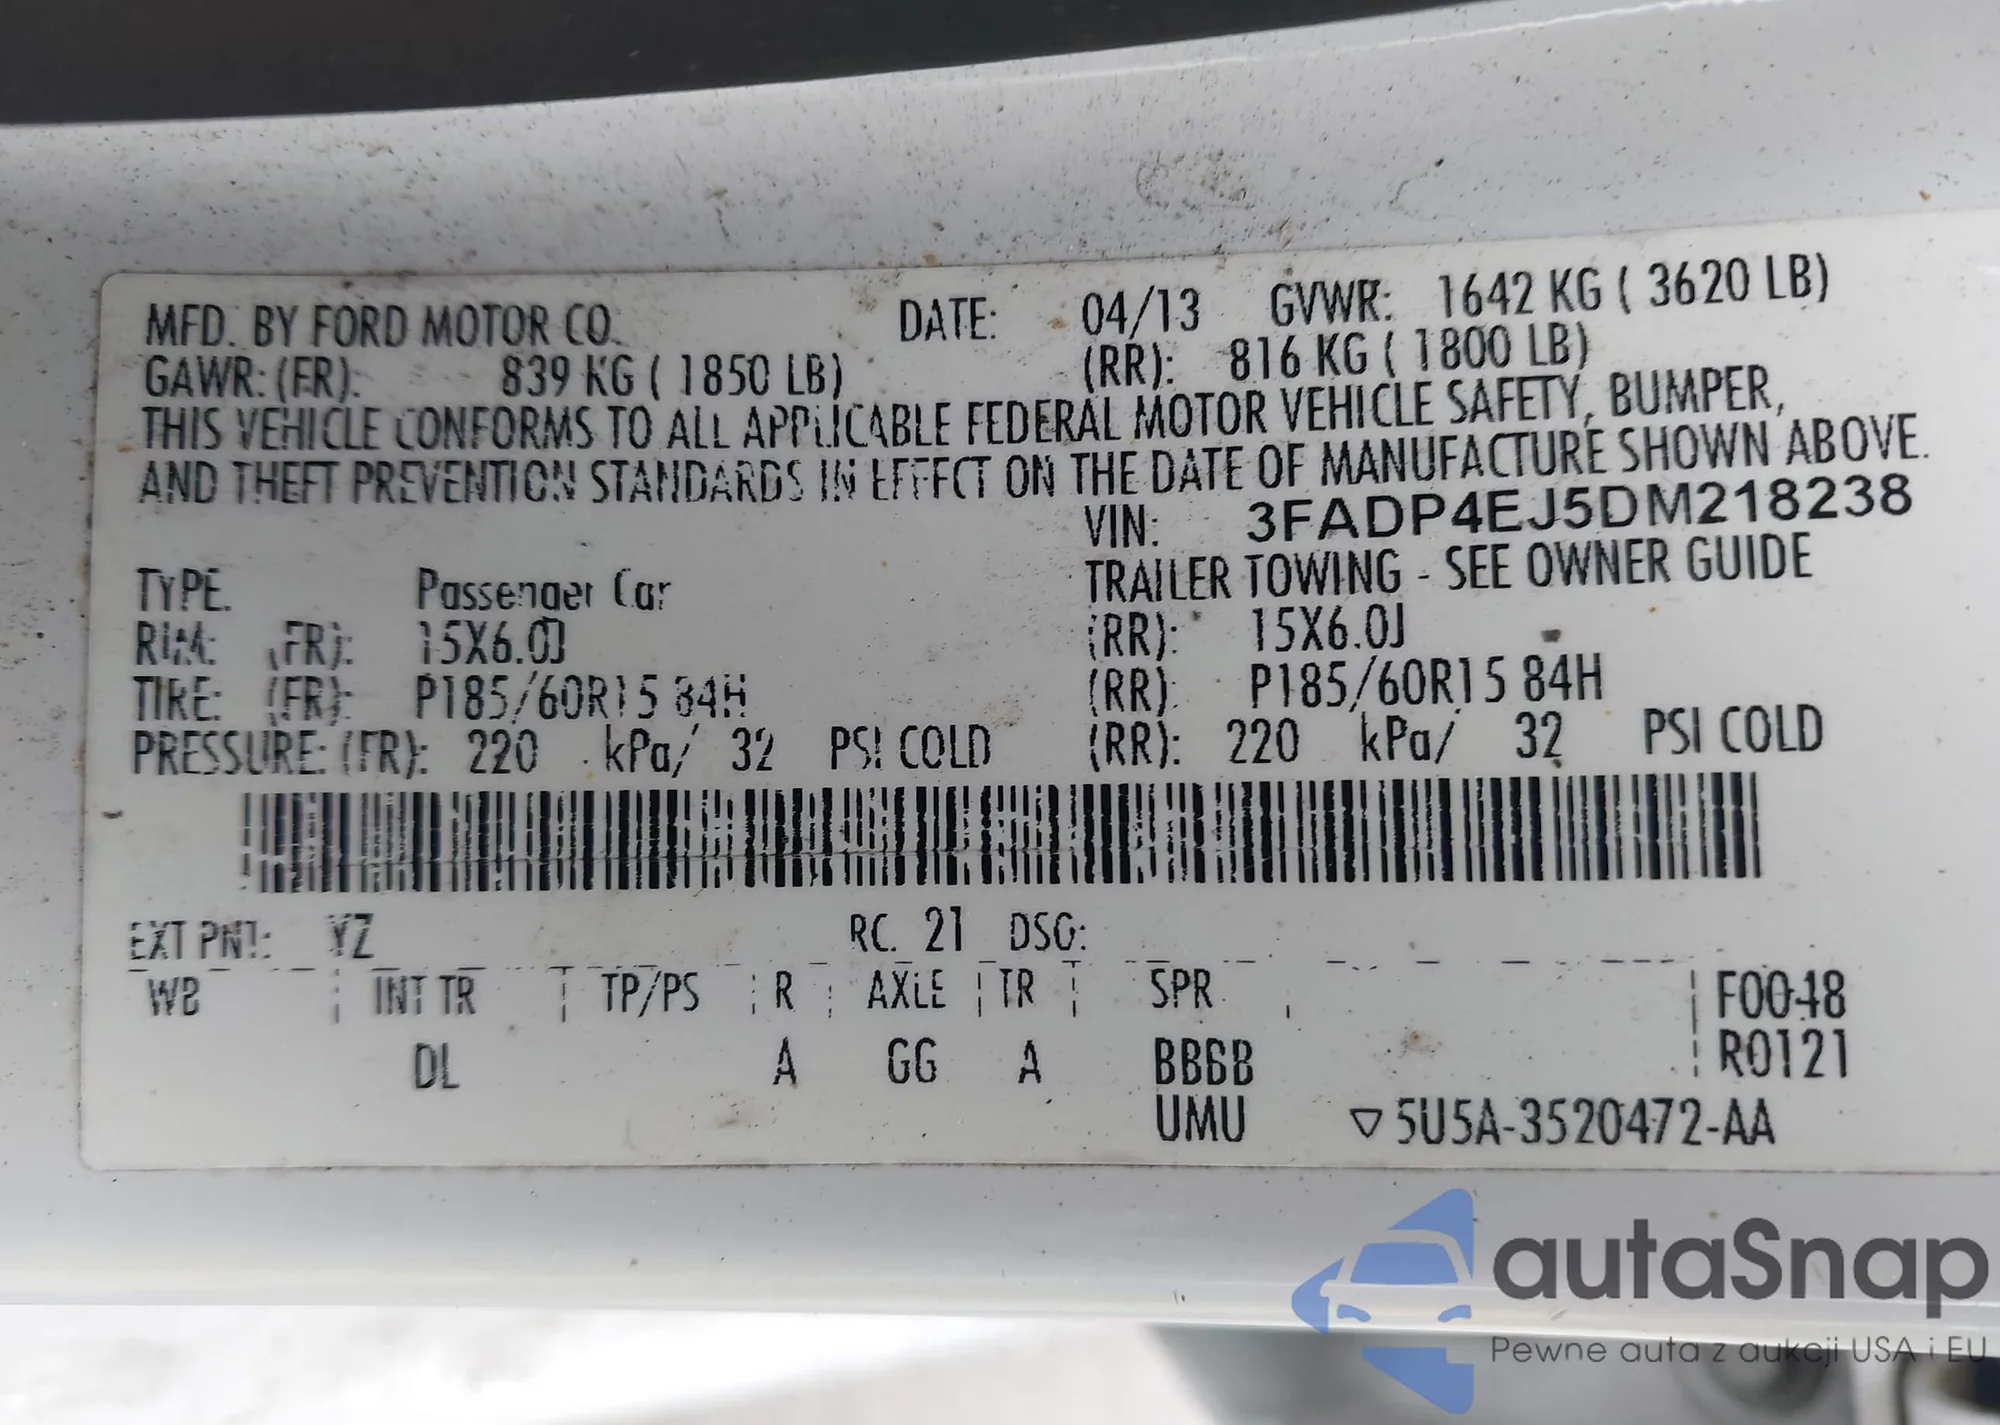 MFD. BY FORD MOTOR CO. DATE: 04/13 GVWR: 1642 KG ( 3620 LB)
GAWR: (FR): 839 KG ( 1850 LB) (RR): 816 KG ( 1800 LB)
THIS VEHICLE CONFORMS TO ALL APPLICABLE FEDERAL MOTOR VEHICLE SAFETY, BUMPER,
AND THEFT PREVENTION STANDARDS IN EFFECT ON THE DATE OF MANUFACTURE SHOWN ABOVE.
VIN: 3FADP4EJ5DM218238
TYPE: Passenger Car TRAILER TOWING - SEE OWNER GUIDE
RIM: (FR): 15X6.0J (RR): 15X6.0J
TIRE: (FR): P185/60R15 84H (RR): P185/60R15 84H
PRESSURE: (FR): 220 kPa/ 32 PSI COLD (RR): 220 kPa/ 32 PSI COLD
EXT PNT: YZ RC: 21 DSO:
WB INT TR TP/PS R AXLE TR SPR F0048
DL A GG A BBBB R0121
UMU ▽ 5U5A-3520472-AA
autaSnap
Pewne auta z aukcji USA i EU